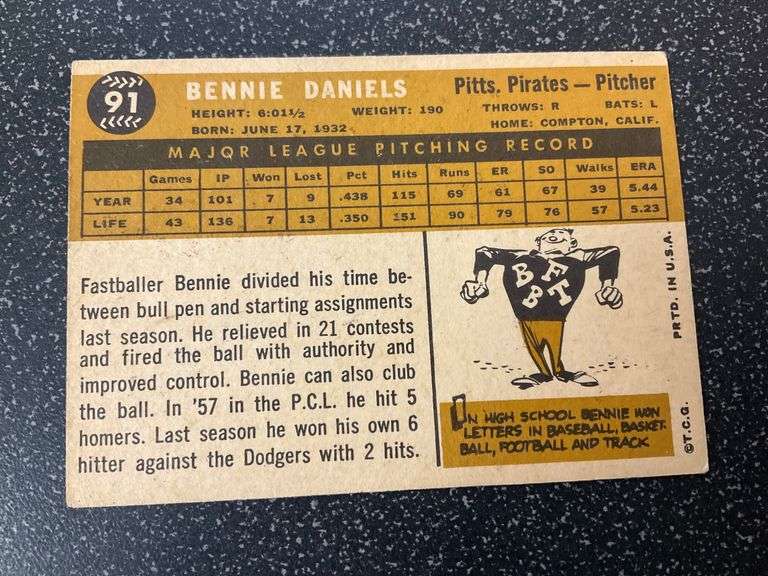 91
BENNIE DANIELS
Pitts. Pirates — Pitcher
HEIGHT: 6:01½ WEIGHT: 190 THROWS: R BATS: L
BORN: JUNE 17, 1932 HOME: COMPTON, CALIF.
MAJOR LEAGUE PITCHING RECORD
Games IP Won Lost Pct Hits Runs ER SO Walks ERA
YEAR 34 101 7 9 .438 115 69 61 67 39 5.44
LIFE 43 136 7 13 .350 151 90 79 76 57 5.23
Fastballer Bennie divided his time be-
tween bull pen and starting assignments
last season. He relieved in 21 contests
and fired the ball with authority and
improved control. Bennie can also club
the ball. In '57 in the P.C.L. he hit 5
homers. Last season he won his own 6
hitter against the Dodgers with 2 hits.
B F
B T
IN HIGH SCHOOL BENNIE WON
LETTERS IN BASEBALL, BASKET-
BALL, FOOTBALL AND TRACK
©T.C.G. PRTD. IN U.S.A.